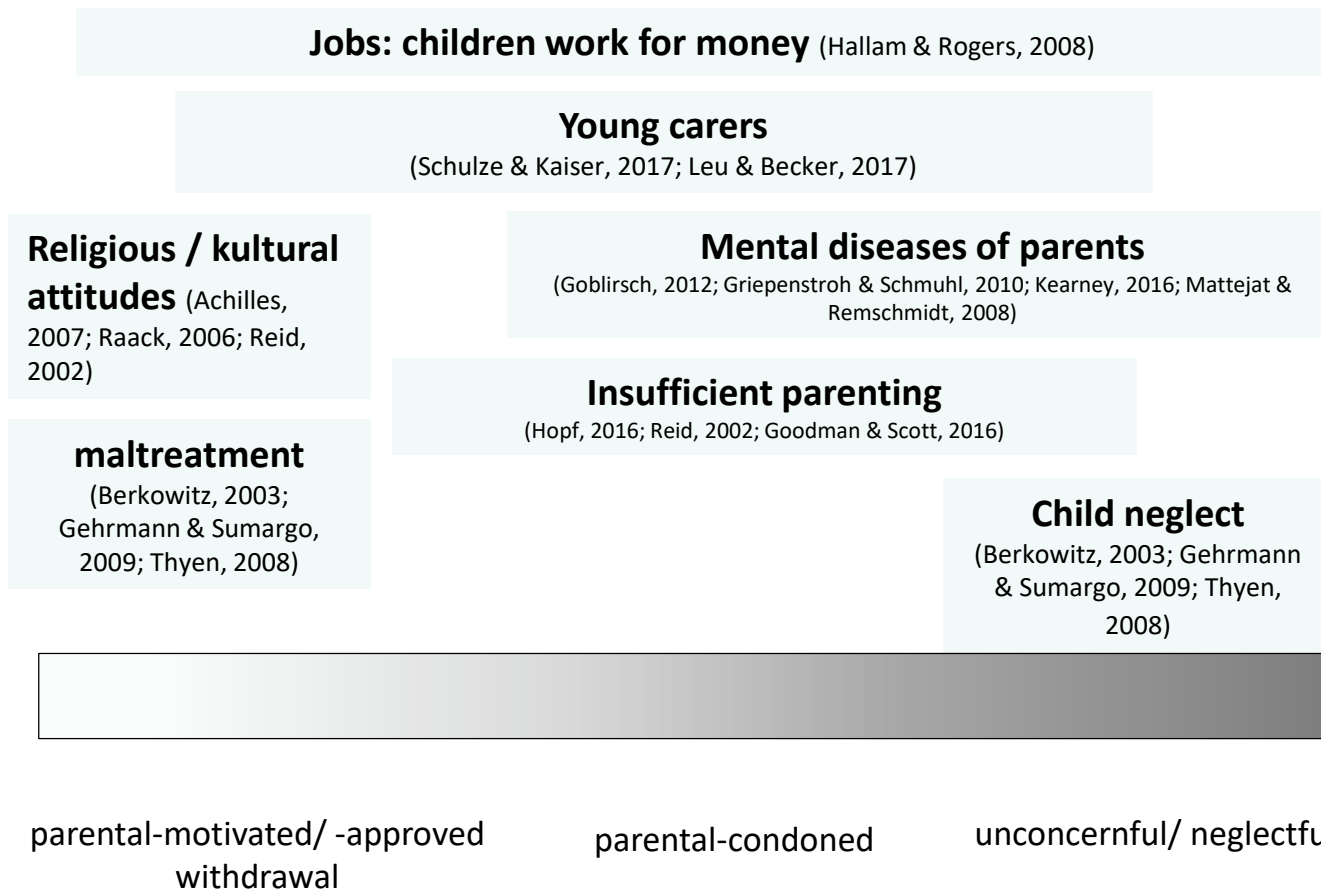 Jobs: children work for money (Hallam & Rogers, 2008)
Young carers
(Schulze & Kaiser, 2017; Leu & Becker, 2017)
Religious / kultural
attitudes (Achilles,
2007; Raack, 2006; Reid,
2002)
Mental diseases of parents
(Goblirsch, 2012; Griepenstroh & Schmuhl, 2010; Kearney, 2016; Mattejat &
Remschmidt, 2008)
Insufficient parenting
(Hopf, 2016; Reid, 2002; Goodman & Scott, 2016)
maltreatment
(Berkowitz, 2003;
Gehrmann & Sumargo,
2009; Thyen, 2008)
Child neglect
(Berkowitz, 2003; Gehrmann
& Sumargo, 2009; Thyen,
2008)
parental-motivated/ -approved
withdrawal
parental-condoned
unconcernful/ neglectfu